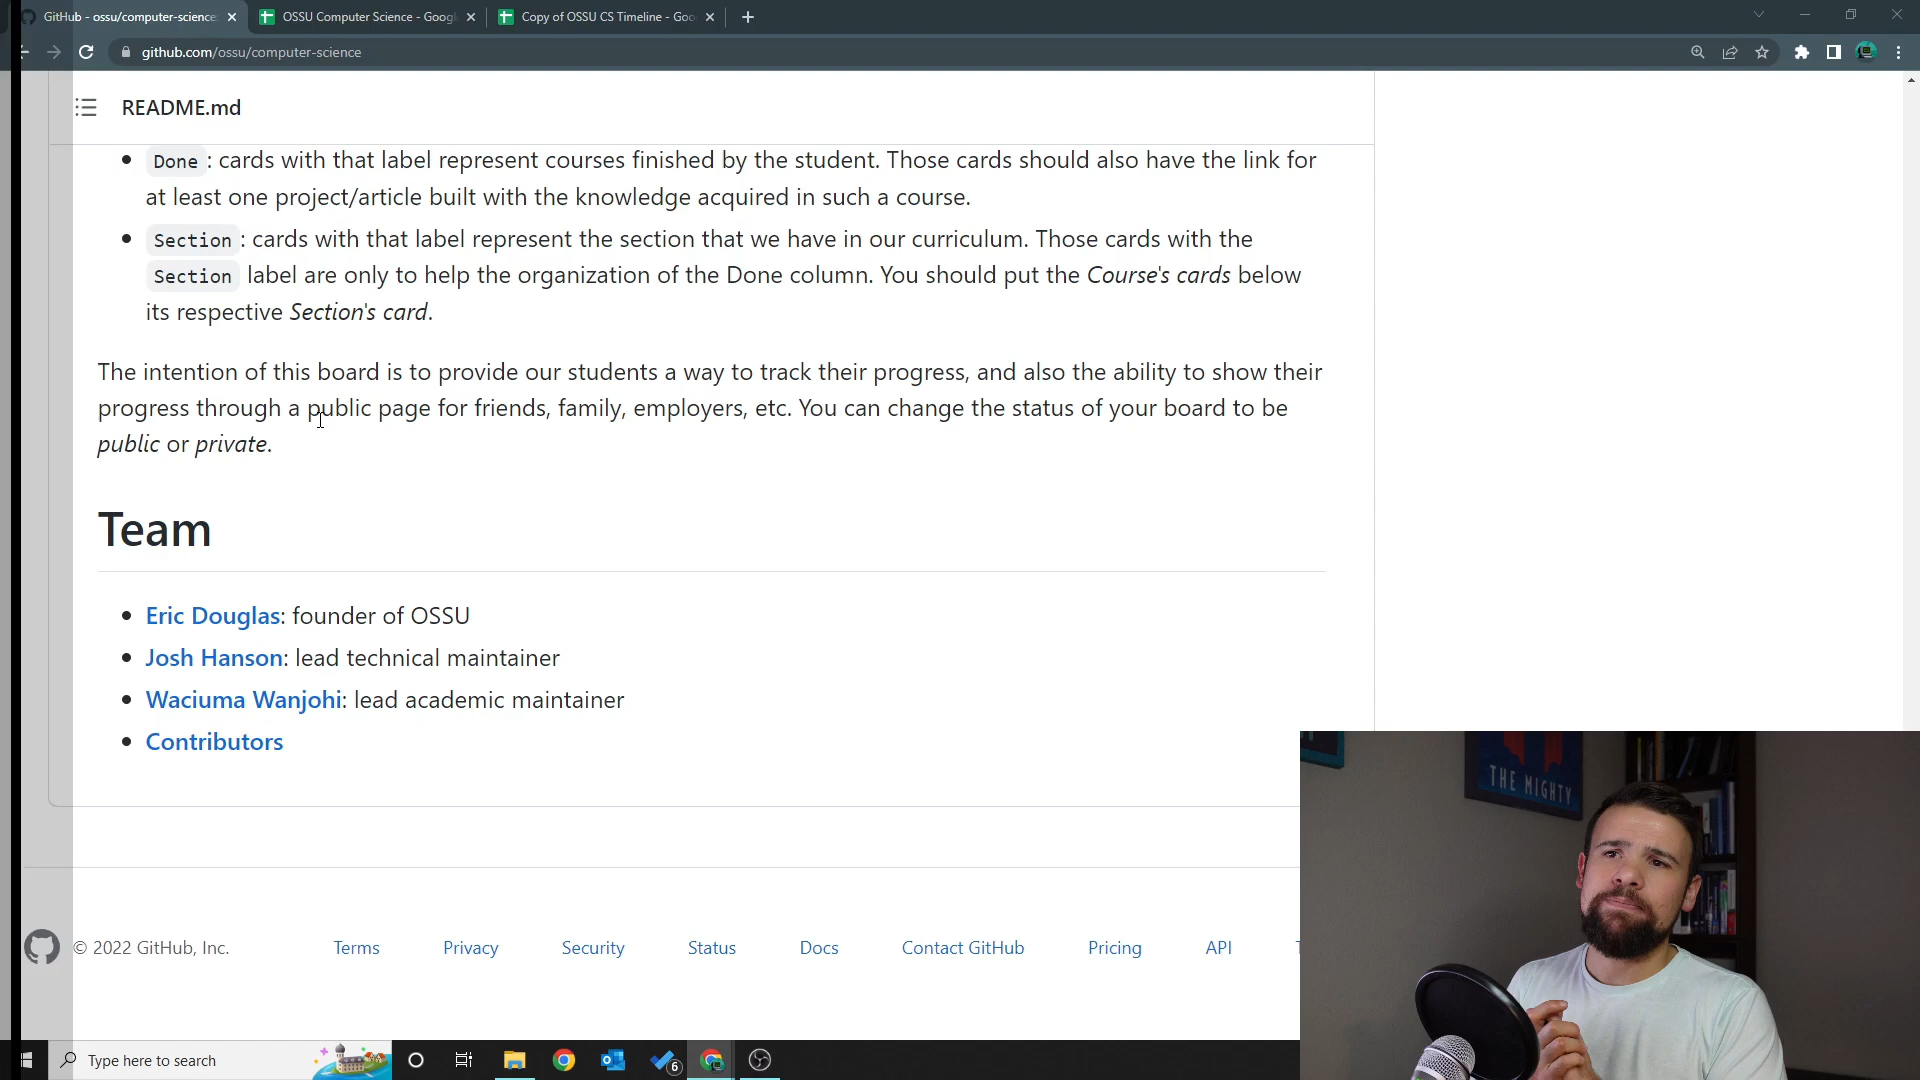 GitHub - ossu/computer-science:
OSSU Computer Science - Googl
Copy of OSSU CS Timeline - Goo
github.com/ossu/computer-science
README.md
Done : cards with that label represent courses finished by the student. Those cards should also have the link for
at least one project/article built with the knowledge acquired in such a course.
Section : cards with that label represent the section that we have in our curriculum. Those cards with the
Section label are only to help the organization of the Done column. You should put the Course's cards below
its respective Section's card.
The intention of this board is to provide our students a way to track their progress, and also the ability to show their
progress through a public page for friends, family, employers, etc. You can change the status of your board to be
public or private.
Team
Eric Douglas: founder of OSSU
Josh Hanson: lead technical maintainer
Waciuma Wanjohi: lead academic maintainer
Contributors
THE MIGHTY
© 2022 GitHub, Inc.
Terms
Privacy
Security
Status
Docs
Contact GitHub
Pricing
API
Type here to search
6